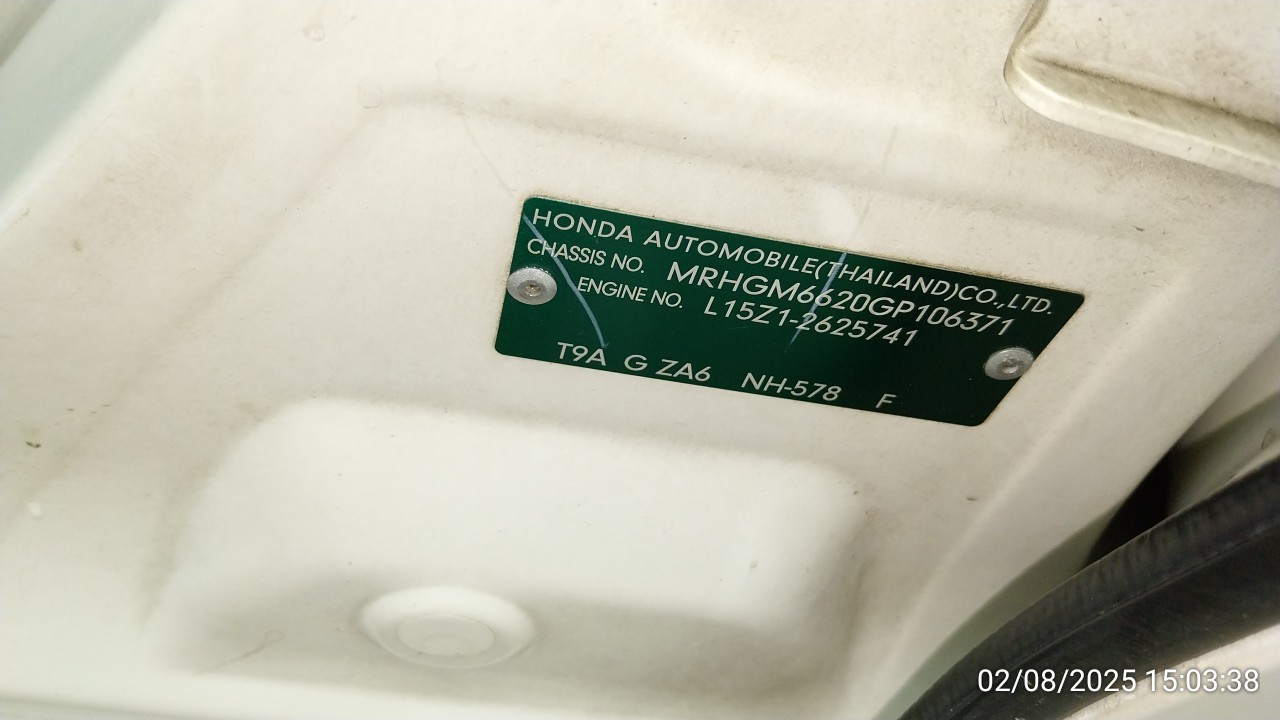 HONDA AUTOMOBILE(THAILAND)CO.,LTD.
CHASSIS NO. MRHGM6620GP106371
ENGINE NO. L15Z1-2625741
T9A G ZA6 NH-578 F
02/08/2025 15:03:38